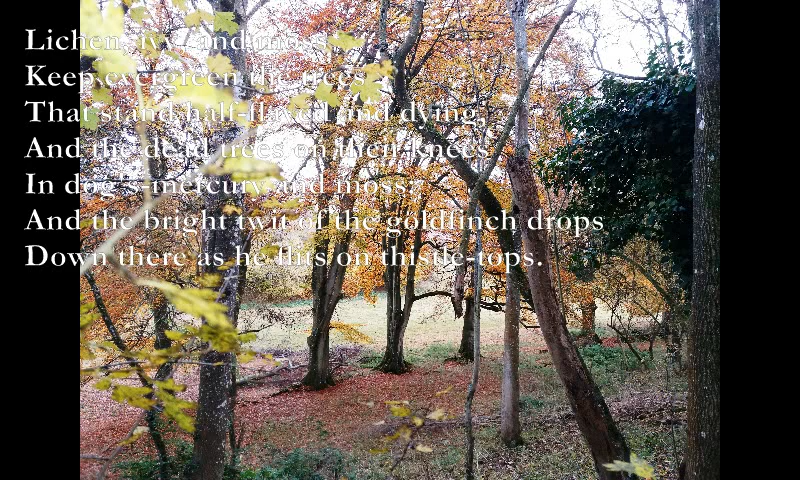 Lichen, ivy, and moss
Keep evergreen the trees
That stand half-flayed and dying,
And the dead trees on their knees
In dog's-mercury and moss:
And the bright twit of the goldfinch drops
Down there as he flits on thistle-tops.